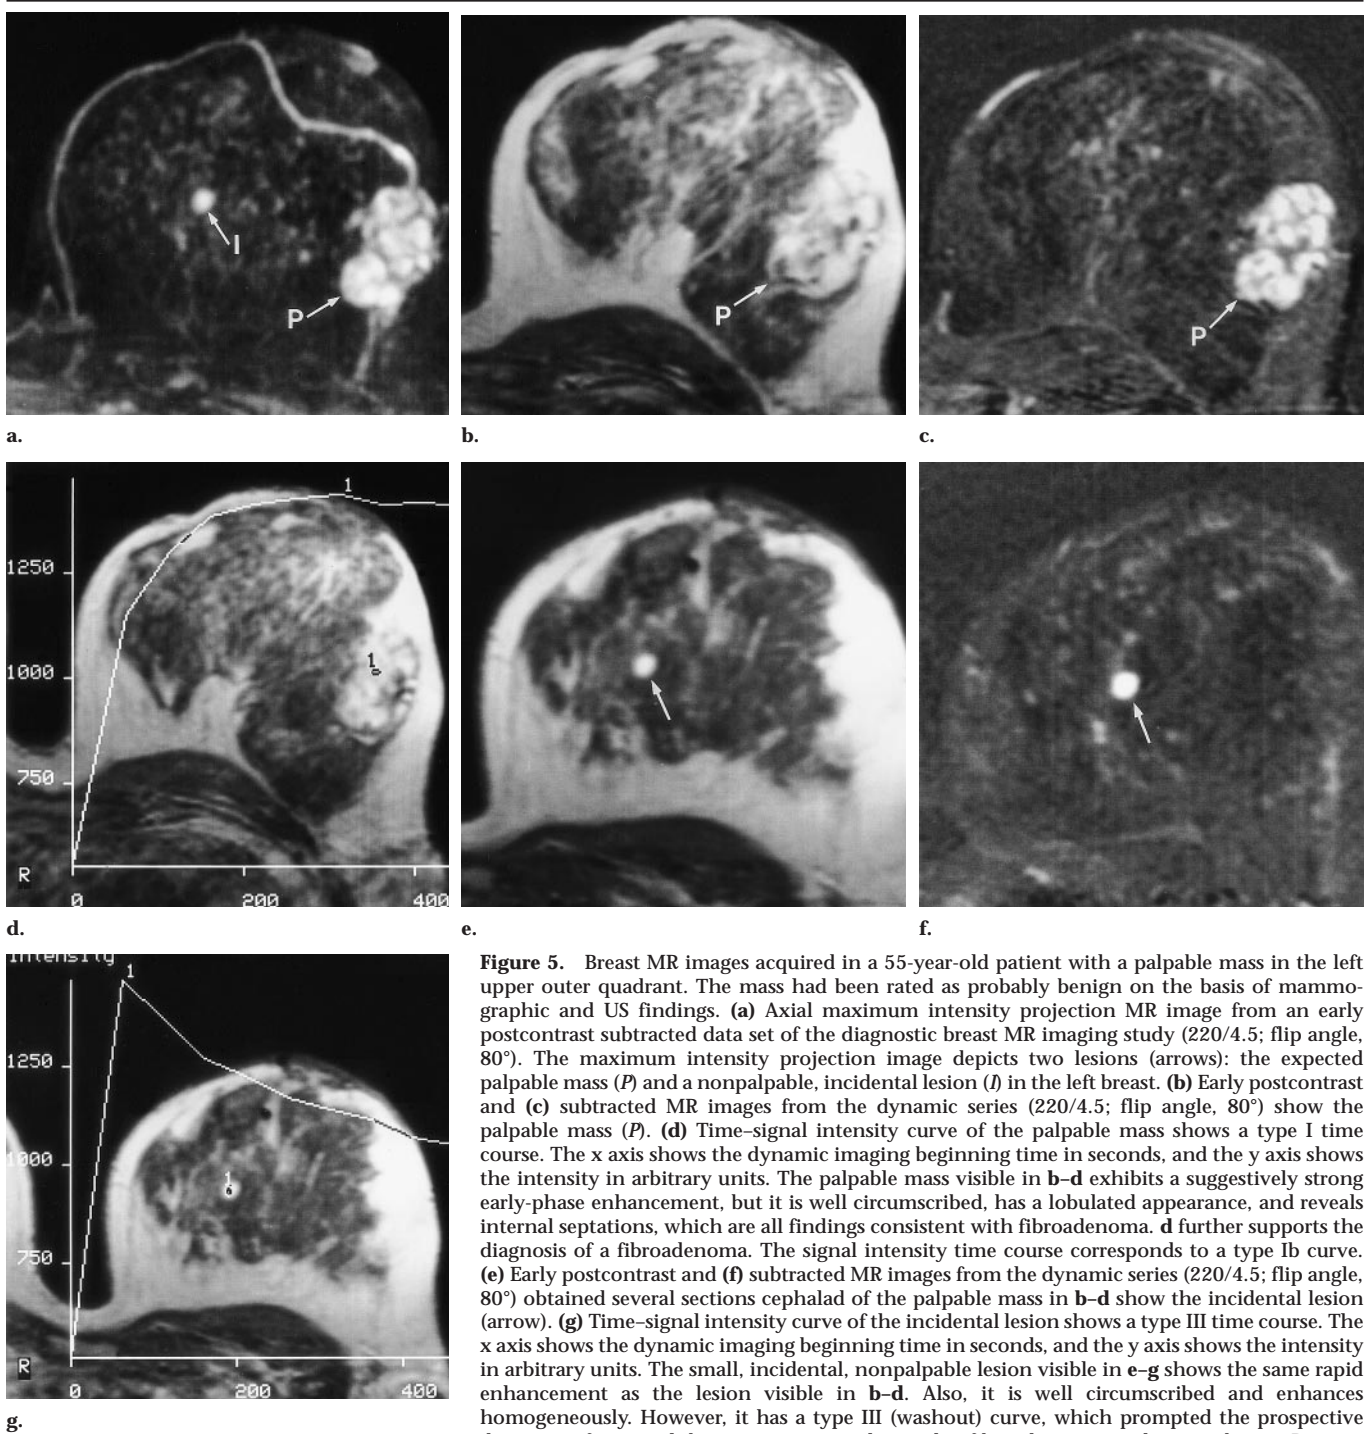 I
P
a.
P
b.
P
c.
1
1250
1000
1
750
R
0 200 400
d.
e.
f.
Intensity
1
1250
1000
1
750
R
0 200 400
g.
Figure 5. Breast MR images acquired in a 55-year-old patient with a palpable mass in the left
upper outer quadrant. The mass had been rated as probably benign on the basis of mammo-
graphic and US findings. (a) Axial maximum intensity projection MR image from an early
postcontrast subtracted data set of the diagnostic breast MR imaging study (220/4.5; flip angle,
80°). The maximum intensity projection image depicts two lesions (arrows): the expected
palpable mass (P) and a nonpalpable, incidental lesion (I) in the left breast. (b) Early postcontrast
and (c) subtracted MR images from the dynamic series (220/4.5; flip angle, 80°) show the
palpable mass (P). (d) Time–signal intensity curve of the palpable mass shows a type I time
course. The x axis shows the dynamic imaging beginning time in seconds, and the y axis shows
the intensity in arbitrary units. The palpable mass visible in b–d exhibits a suggestively strong
early-phase enhancement, but it is well circumscribed, has a lobulated appearance, and reveals
internal septations, which are all findings consistent with fibroadenoma. d further supports the
diagnosis of a fibroadenoma. The signal intensity time course corresponds to a type Ib curve.
(e) Early postcontrast and (f) subtracted MR images from the dynamic series (220/4.5; flip angle,
80°) obtained several sections cephalad of the palpable mass in b–d show the incidental lesion
(arrow). (g) Time–signal intensity curve of the incidental lesion shows a type III time course. The
x axis shows the dynamic imaging beginning time in seconds, and the y axis shows the intensity
in arbitrary units. The small, incidental, nonpalpable lesion visible in e–g shows the same rapid
enhancement as the lesion visible in b–d. Also, it is well circumscribed and enhances
homogeneously. However, it has a type III (washout) curve, which prompted the prospective